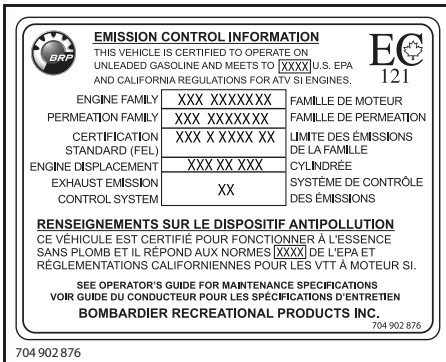 EMISSION CONTROL INFORMATION
THIS VEHICLE IS CERTIFIED TO OPERATE ON
UNLEADED GASOLINE AND MEETS TO XXXX U.S. EPA
AND CALIFORNIA REGULATIONS FOR ATV SI ENGINES.
BRP
EC
121
ENGINE FAMILY XXX XXXXXXX FAMILLE DE MOTEUR
PERMEATION FAMILY XXX XXXXXXX FAMILLE DE PERMEATION
CERTIFICATION STANDARD (FEL) XXX X XXXX XX LIMITE DES ÉMISSIONS DE LA FAMILLE
ENGINE DISPLACEMENT XXX XX XXX CYLINDRÉE
EXHAUST EMISSION CONTROL SYSTEM XX SYSTÈME DE CONTRÔLE DES ÉMISSIONS
RENSEIGNEMENTS SUR LE DISPOSITIF ANTIPOLLUTION
CE VÉHICULE EST CERTIFIÉ POUR FONCTIONNER À L'ESSENCE
SANS PLOMB ET IL RÉPOND AUX NORMES XXXX DE L'EPA ET
RÉGLEMENTATIONS CALIFORNIENNES POUR LES VTT À MOTEUR SI.
SEE OPERATOR'S GUIDE FOR MAINTENANCE SPECIFICATIONS
VOIR GUIDE DU CONDUCTEUR POUR LES SPÉCIFICATIONS D'ENTRETIEN
BOMBARDIER RECREATIONAL PRODUCTS INC.
704 902 876
704 902 876